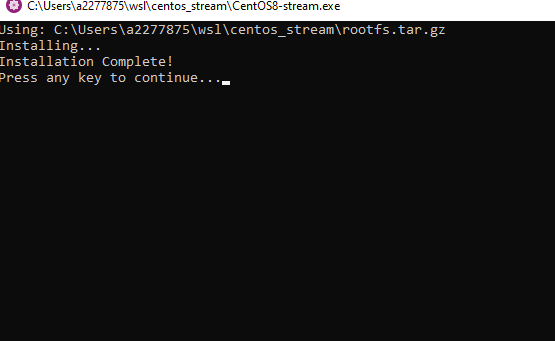 C:\Users\a2277875\wsl\centos_stream\CentOS8-stream.exe
Using: C:\Users\a2277875\wsl\centos_stream\rootfs.tar.gz
Installing...
Installation Complete!
Press any key to continue...